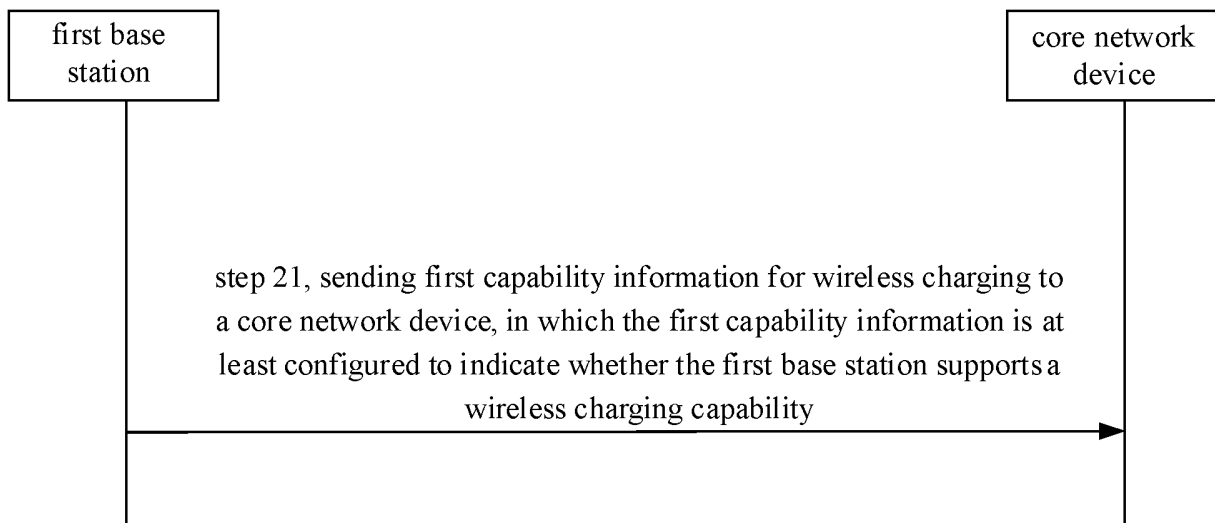 first base
station
core network
device
step 21, sending first capability information for wireless charging to
a core network device, in which the first capability information is at
least configured to indicate whether the first base station supports a
wireless charging capability